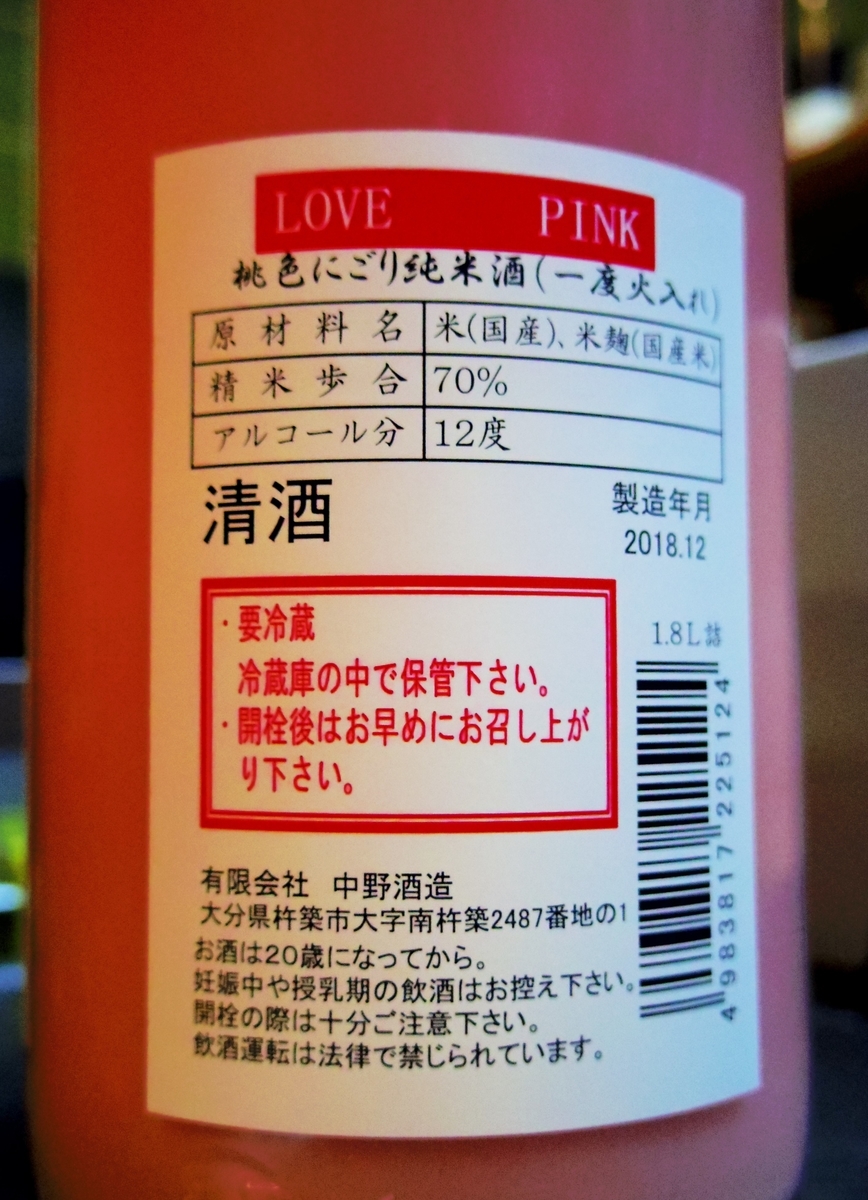 LOVE PINK
桃色にごり純米酒(一度火入れ)
原材料名 米(国産)、米麹(国産米)
精米歩合 70%
アルコール分 12度
清酒
製造年月
2018.12
・要冷蔵
冷蔵庫の中で保管下さい。
・開栓後はお早めにお召し上が
り下さい。
1.8L詰
4983817225124
有限会社 中野酒造
大分県杵築市大字南杵築2487番地の1
お酒は20歳になってから。
妊娠中や授乳期の飲酒はお控え下さい。
開栓の際は十分ご注意下さい。
飲酒運転は法律で禁じられています。